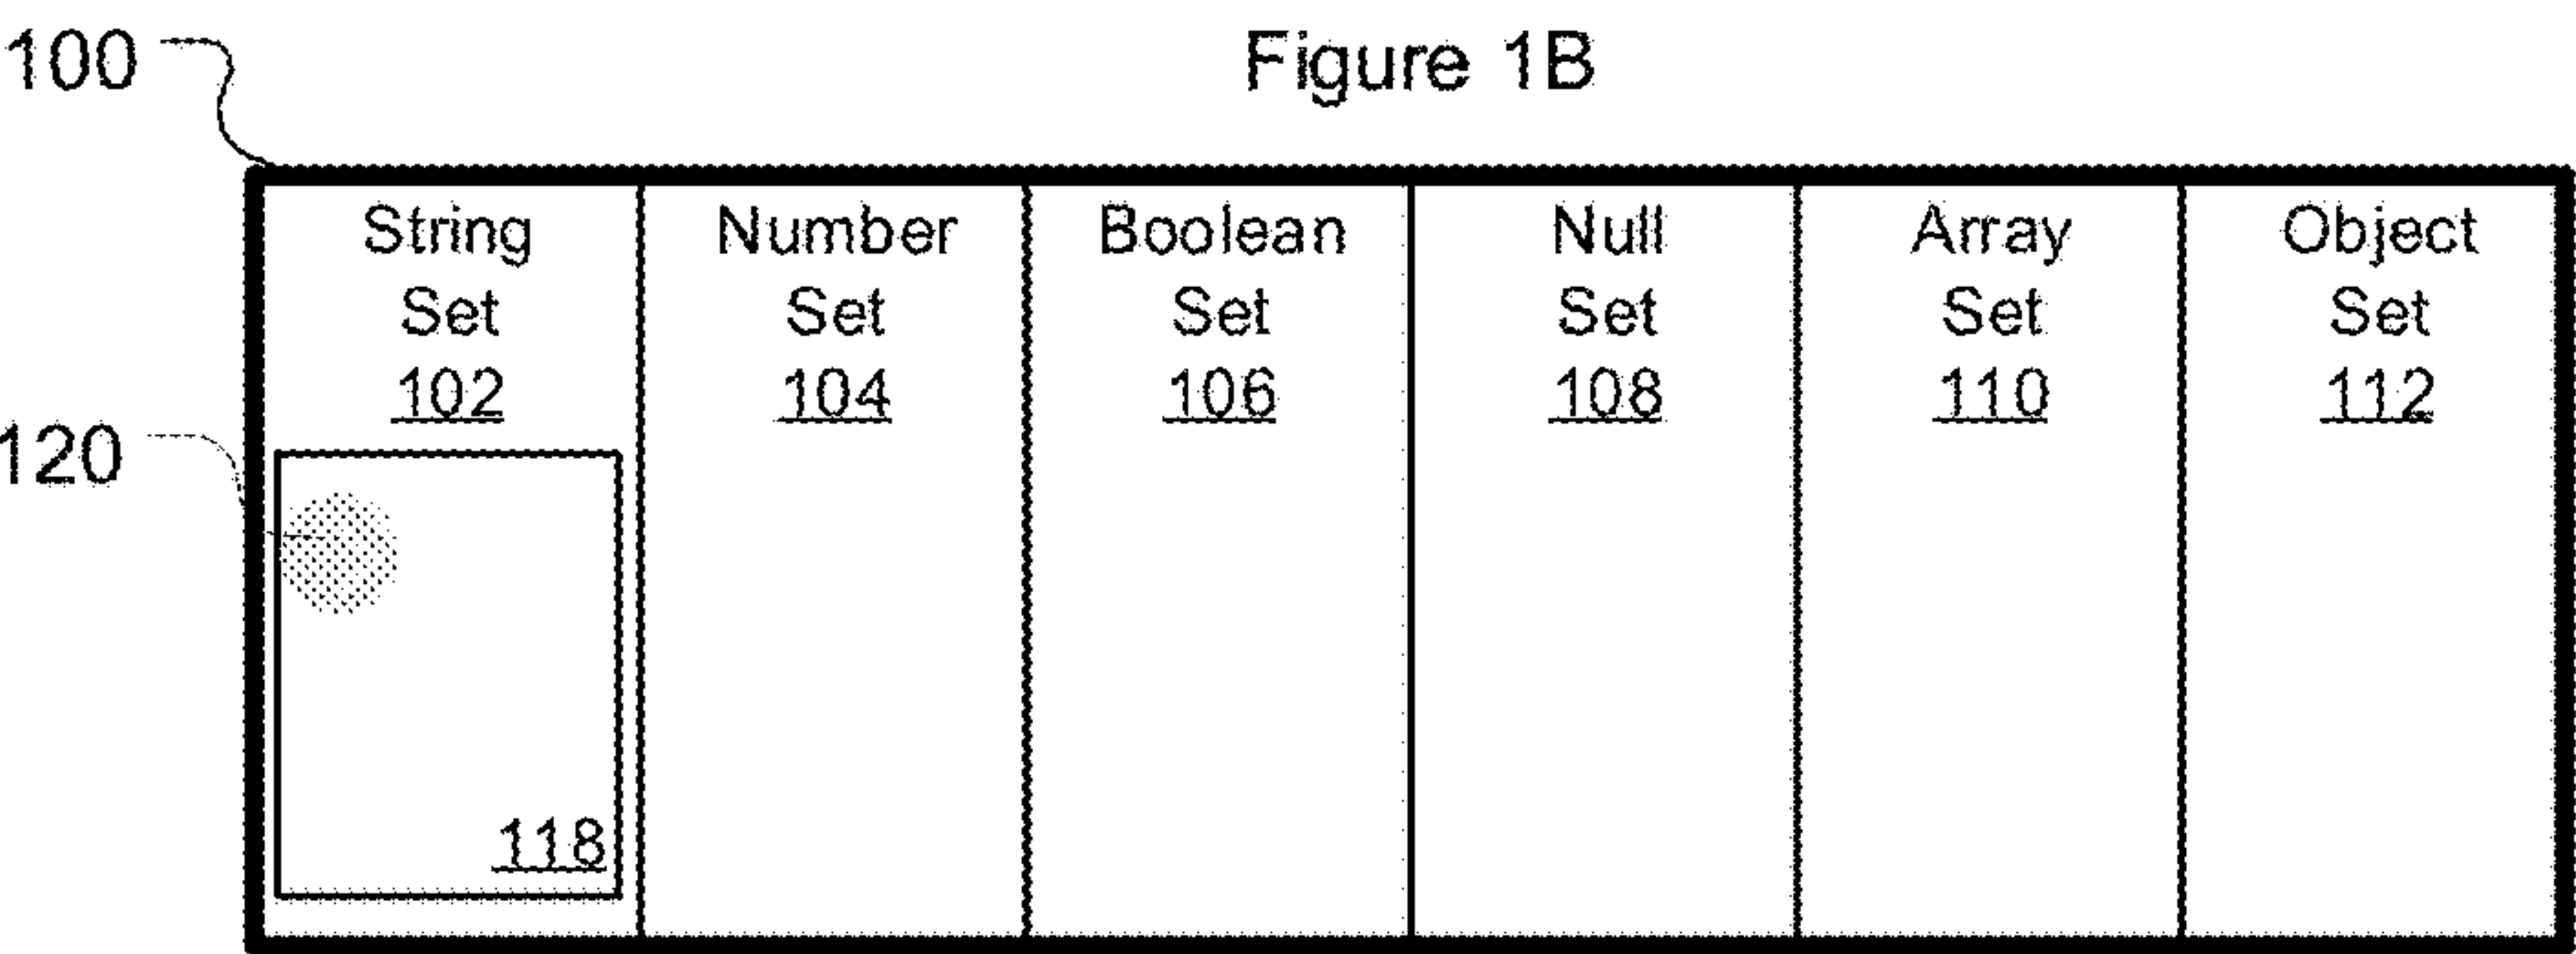 100
Figure 1B
String Set 102
Number Set 104
Boolean Set 106
Null Set 108
Array Set 110
Object Set 112
120
118